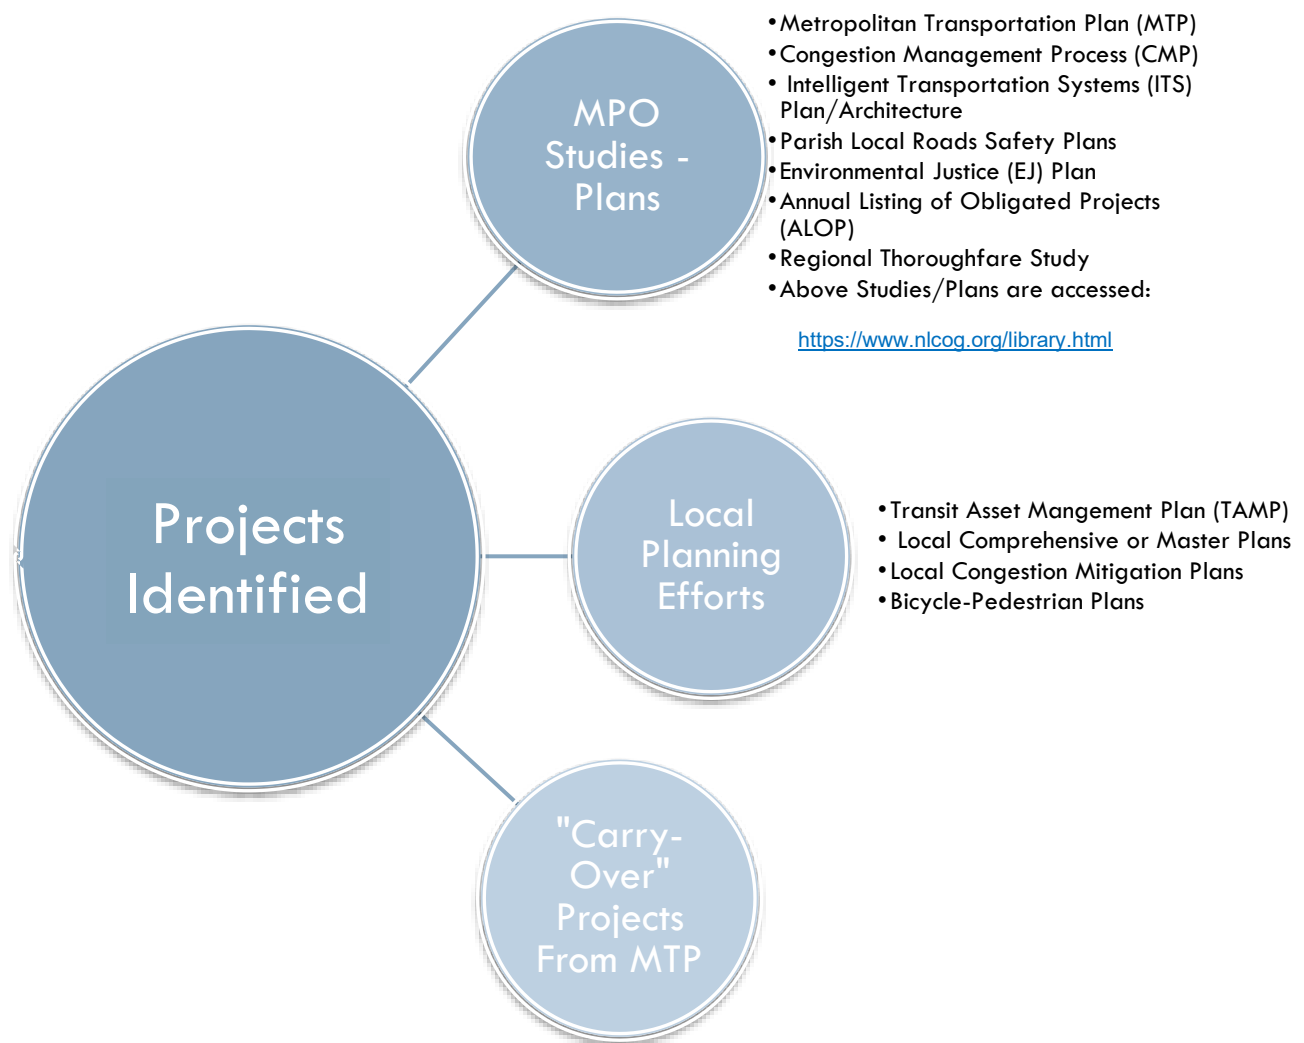 Projects
Identified
MPO
Studies -
Plans
•Metropolitan Transportation Plan (MTP)
•Congestion Management Process (CMP)
• Intelligent Transportation Systems (ITS)
Plan/Architecture
•Parish Local Roads Safety Plans
•Environmental Justice (EJ) Plan
•Annual Listing of Obligated Projects
(ALOP)
•Regional Thoroughfare Study
•Above Studies/Plans are accessed:
https://www.nlcog.org/library.html
Local
Planning
Efforts
•Transit Asset Mangement Plan (TAMP)
• Local Comprehensive or Master Plans
•Local Congestion Mitigation Plans
•Bicycle-Pedestrian Plans
"Carry-
Over"
Projects
From MTP